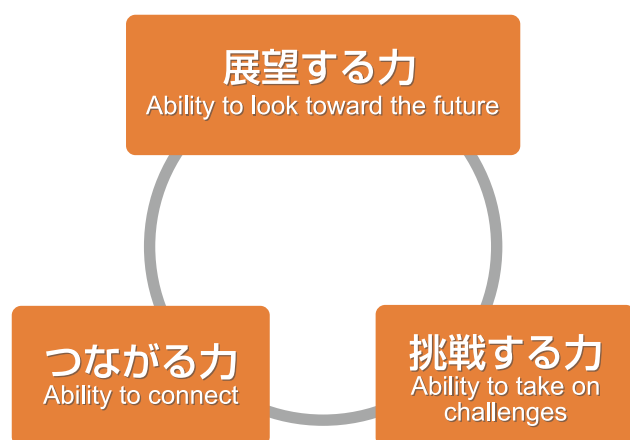 展望する力
Ability to look toward the future
つながる力
Ability to connect
挑戦する力
Ability to take on
challenges